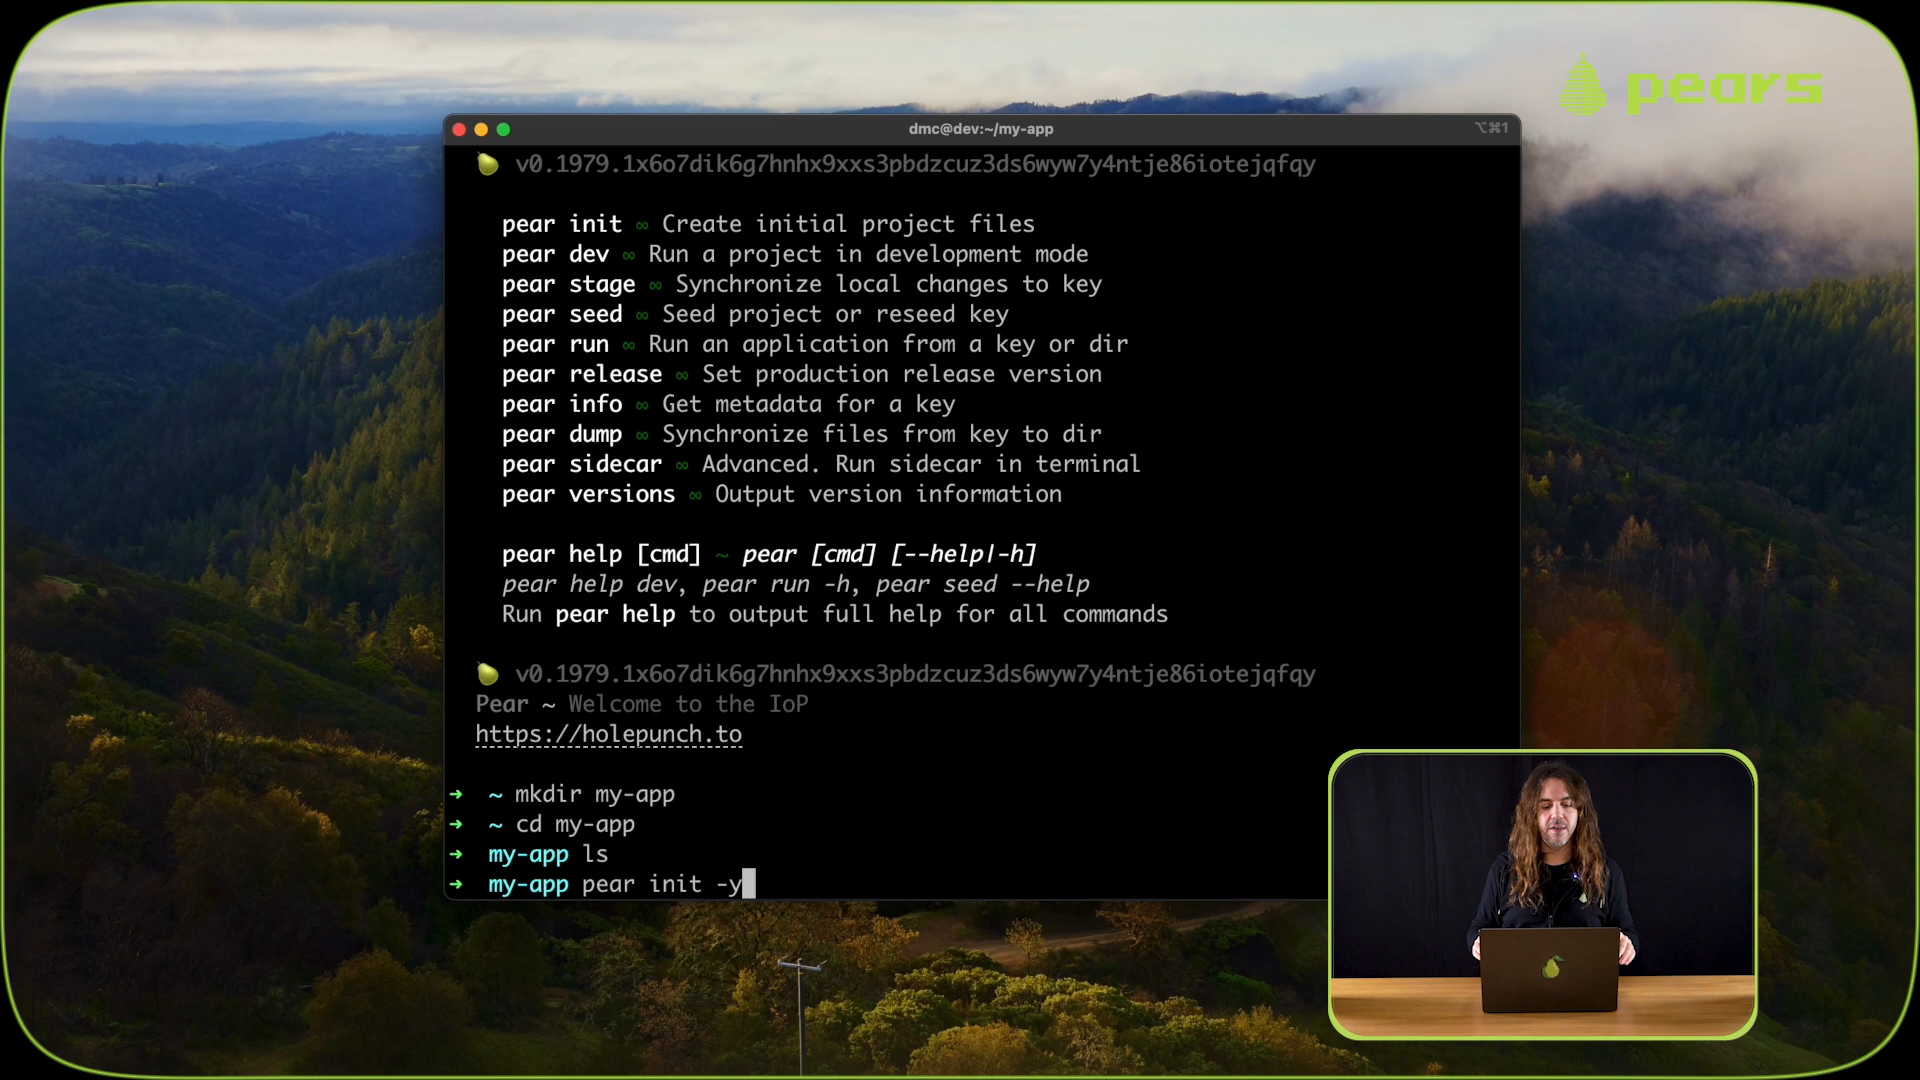 pears
dmc@dev:~/my-app
⌥⌘1
v0.1979.1x6o7dik6g7hnhx9xxs3pbdzcuz3ds6wyw7y4ntje86iotejqfqy
pear init ∞ Create initial project files
pear dev ∞ Run a project in development mode
pear stage ∞ Synchronize local changes to key
pear seed ∞ Seed project or reseed key
pear run ∞ Run an application from a key or dir
pear release ∞ Set production release version
pear info ∞ Get metadata for a key
pear dump ∞ Synchronize files from key to dir
pear sidecar ∞ Advanced. Run sidecar in terminal
pear versions ∞ Output version information
pear help [cmd] ~ pear [cmd] [--help|-h]
pear help dev, pear run -h, pear seed --help
Run pear help to output full help for all commands
v0.1979.1x6o7dik6g7hnhx9xxs3pbdzcuz3ds6wyw7y4ntje86iotejqfqy
Pear ~ Welcome to the IoP
https://holepunch.to
➜ ~ mkdir my-app
➜ ~ cd my-app
➜ my-app ls
➜ my-app pear init -y